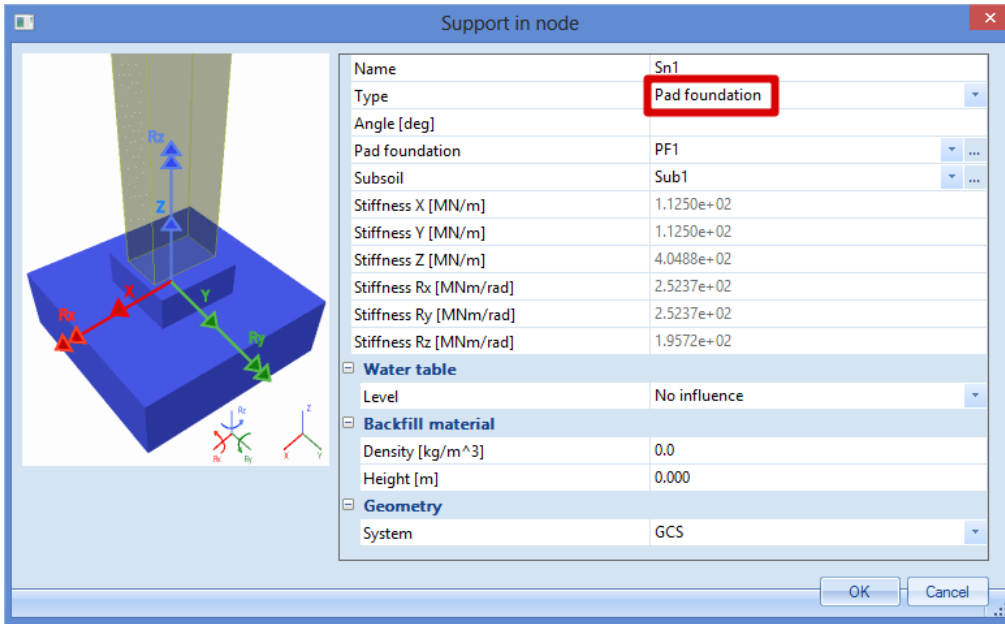 Support in node
Name Sn1
Type Pad foundation
Angle [deg]
Pad foundation PF1 ...
Subsoil Sub1 ...
Stiffness X [MN/m] 1.1250e+02
Stiffness Y [MN/m] 1.1250e+02
Stiffness Z [MN/m] 4.0488e+02
Stiffness Rx [MNm/rad] 2.5237e+02
Stiffness Ry [MNm/rad] 2.5237e+02
Stiffness Rz [MNm/rad] 1.9572e+02
Water table
Level No influence
Backfill material
Density [kg/m^3] 0.0
Height [m] 0.000
Geometry
System GCS
Rz
Z
X
Y
Rx
Ry
Rz
Z
Rx
Ry
X
Y
OK Cancel